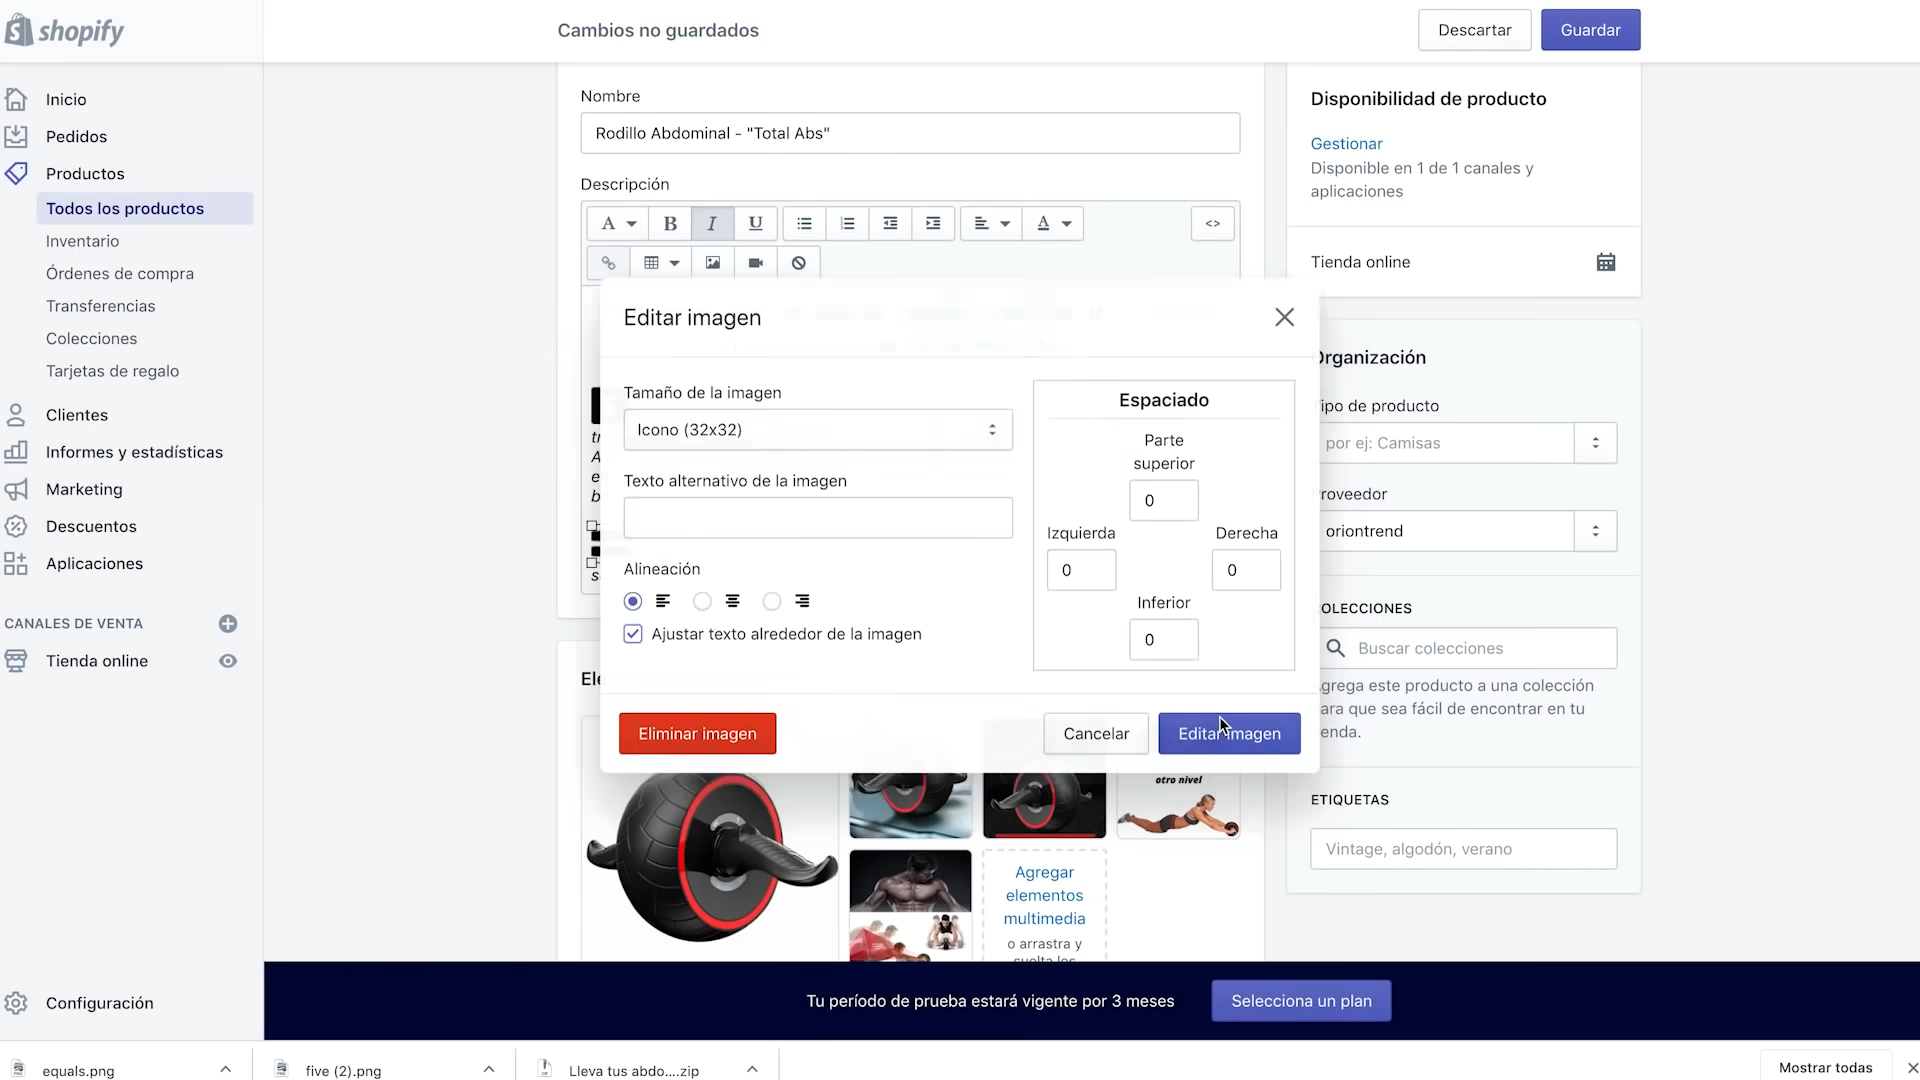 shopify
Cambios no guardados
Descartar
Guardar
Inicio
Pedidos
Productos
Todos los productos
Inventario
Órdenes de compra
Transferencias
Colecciones
Tarjetas de regalo
Clientes
Informes y estadísticas
Marketing
Descuentos
Aplicaciones
CANALES DE VENTA
Tienda online
Configuración
Nombre
Rodillo Abdominal - "Total Abs"
Descripción
A
B
I
U
A
<>
Editar imagen
Tamaño de la imagen
Icono (32x32)
Texto alternativo de la imagen
Alineación
Ajustar texto alrededor de la imagen
Espaciado
Parte
superior
0
Izquierda
Derecha
0
0
Inferior
0
Eliminar imagen
Cancelar
Editar imagen
otro nivel
Agregar
elementos
multimedia
o arrastra y
suelta los
Disponibilidad de producto
Gestionar
Disponible en 1 de 1 canales y
aplicaciones
Tienda online
Organización
Tipo de producto
por ej: Camisas
Proveedor
oriontrend
COLECCIONES
Buscar colecciones
Agrega este producto a una colección
para que sea fácil de encontrar en tu
tienda.
ETIQUETAS
Vintage, algodón, verano
Tu período de prueba estará vigente por 3 meses
Selecciona un plan
equals.png
five (2).png
Lleva tus abdo....zip
Mostrar todas